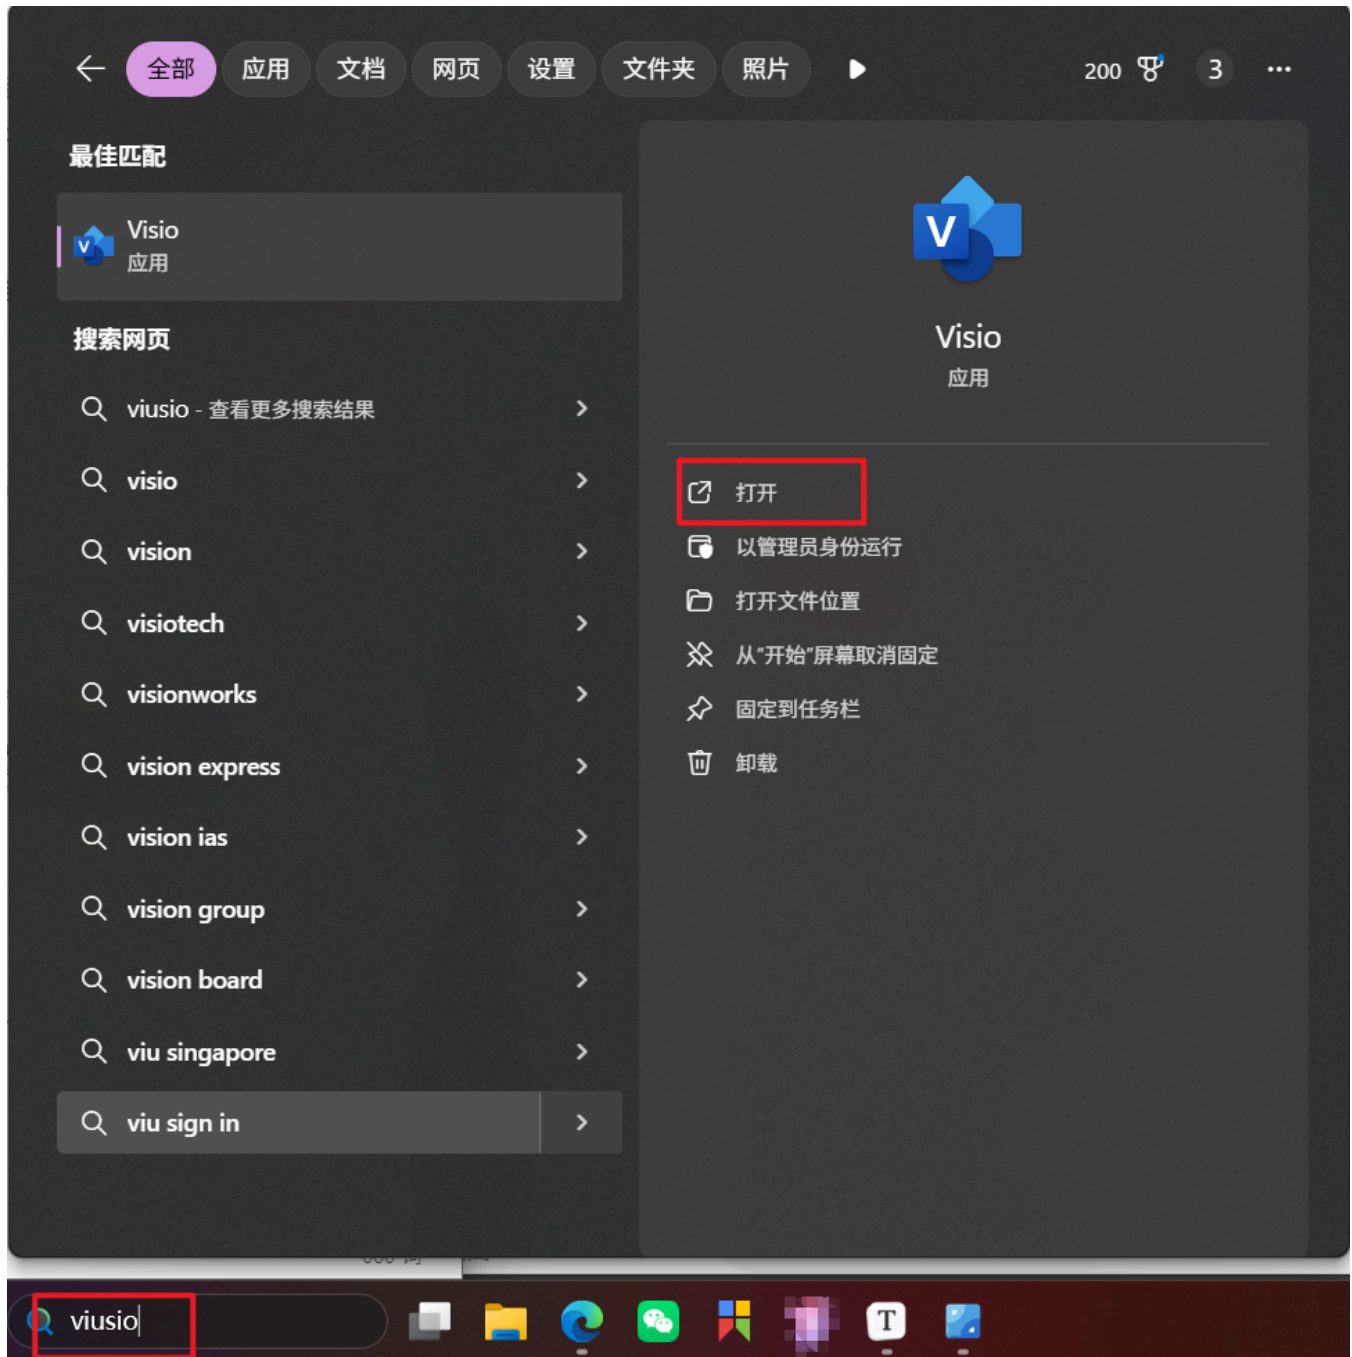 全部 应用 文档 网页 设置 文件夹 照片 200 3
最佳匹配
Visio
应用
搜索网页
viusio - 查看更多搜索结果
visio
vision
visiotech
visionworks
vision express
vision ias
vision group
vision board
viu singapore
viu sign in
V
Visio
应用
打开
以管理员身份运行
打开文件位置
从"开始"屏幕取消固定
固定到任务栏
卸载
viusio
T